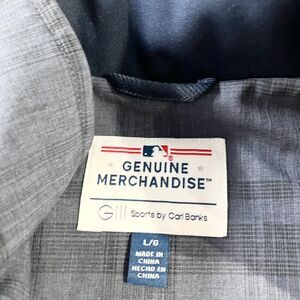 GENUINE
MERCHANDISE™
G||| Sports by Carl Banks
L/G
MADE IN
CHINA
HECHO EN
CHINA